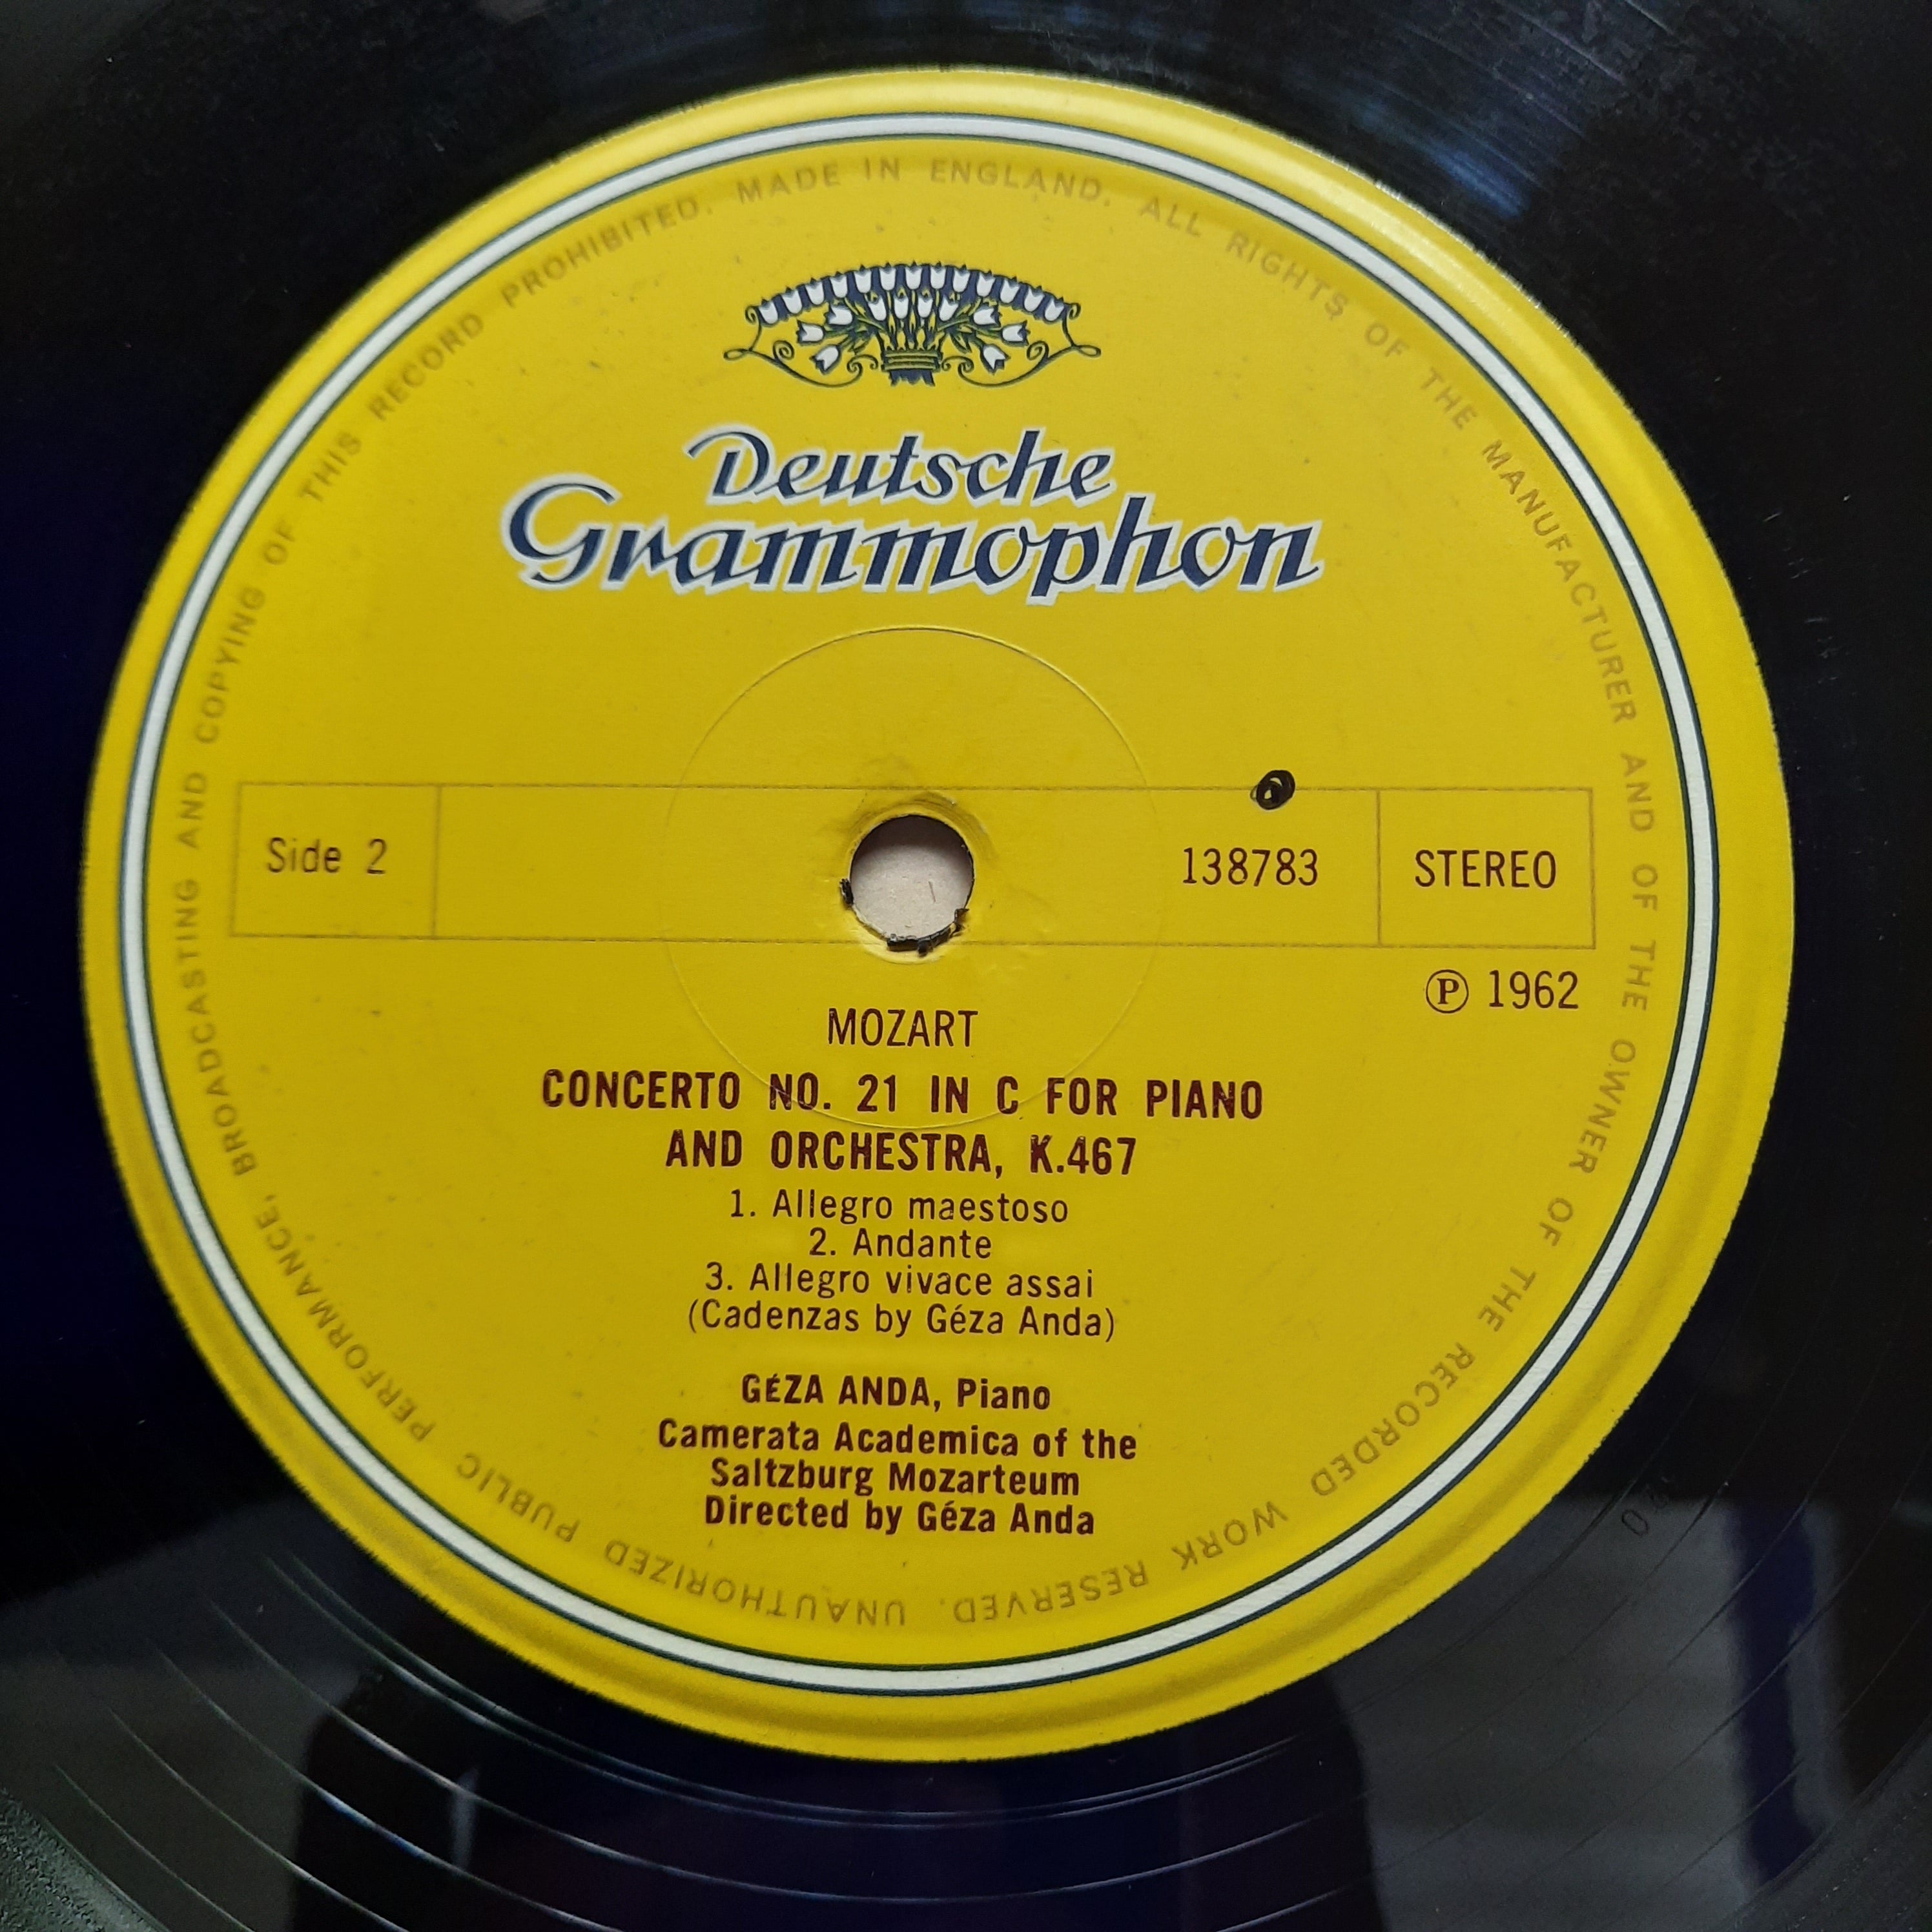 MADE IN ENGLAND. ALL RIGHTS OF THE MANUFACTURER AND OF THE OWNER OF THE RECORDED WORK RESERVED. UNAUTHORIZED PUBLIC PERFORMANCE, BROADCASTING AND COPYING OF THIS RECORD PROHIBITED.
Deutsche
Grammophon
Side 2 138783 STEREO
Ⓟ 1962
MOZART
CONCERTO NO. 21 IN C FOR PIANO
AND ORCHESTRA, K.467
1. Allegro maestoso
2. Andante
3. Allegro vivace assai
(Cadenzas by Géza Anda)
GÉZA ANDA, Piano
Camerata Academica of the
Saltzburg Mozarteum
Directed by Géza Anda